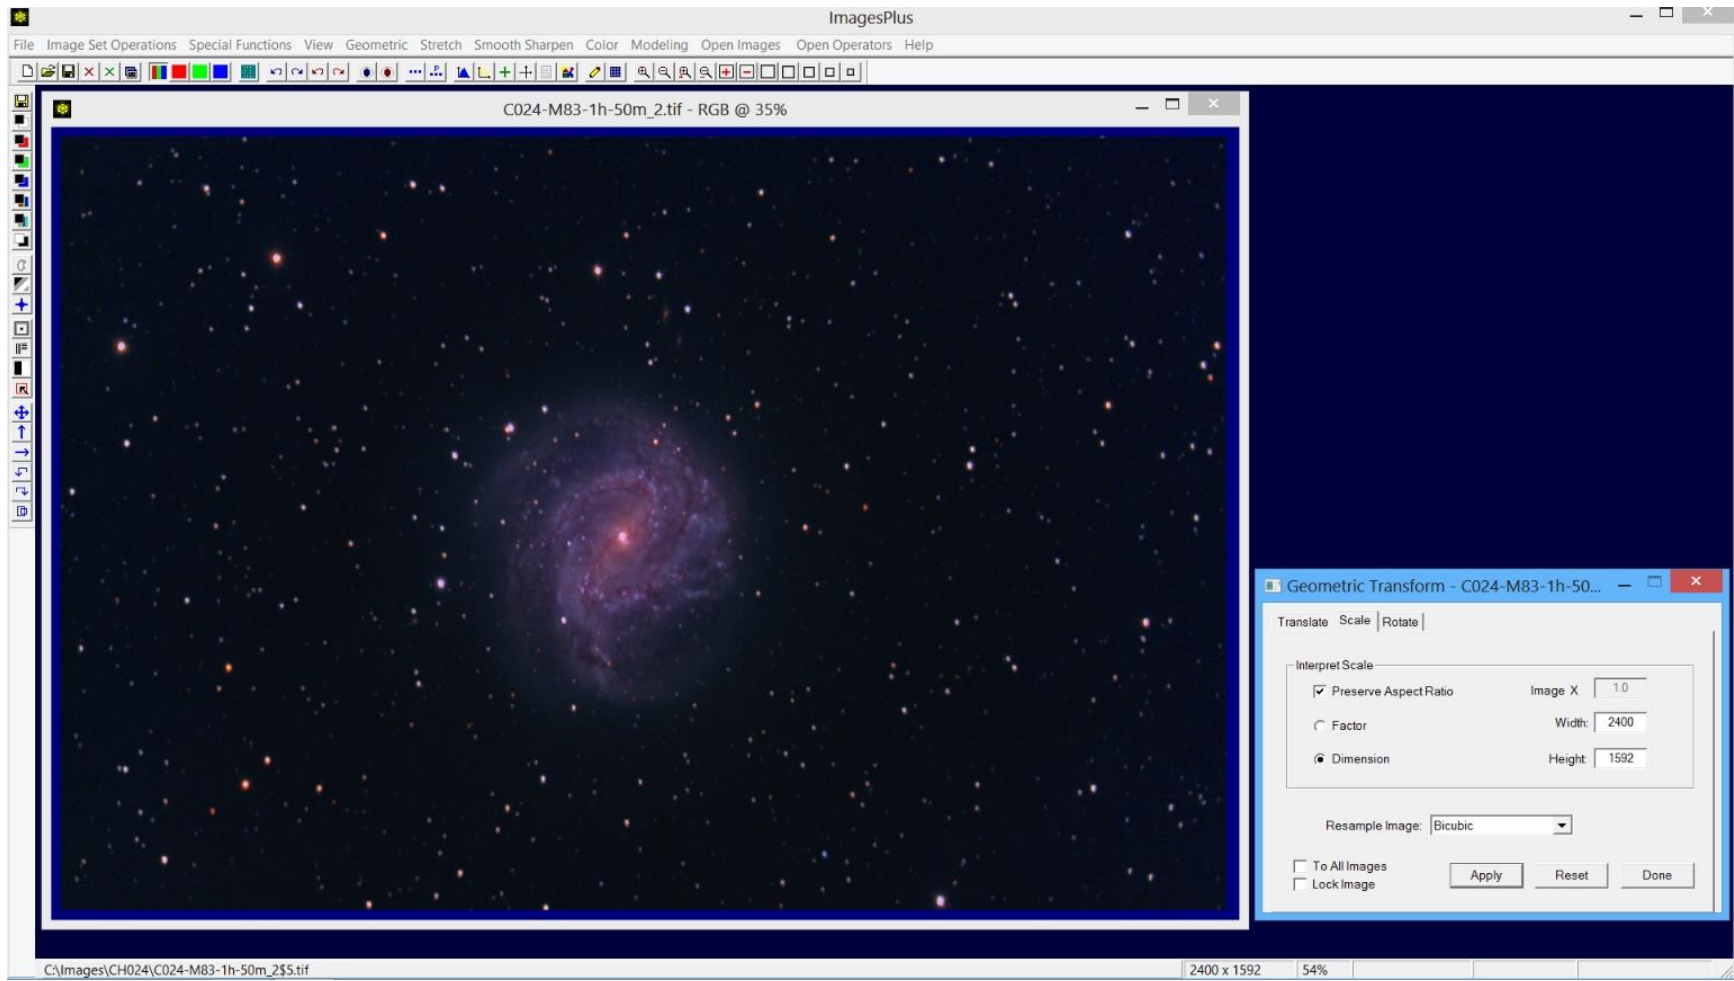 ImagesPlus
File Image Set Operations Special Functions View Geometric Stretch Smooth Sharpen Color Modeling Open Images Open Operators Help
C024-M83-1h-50m_2.tif - RGB @ 35%
Geometric Transform - C024-M83-1h-50...
Translate Scale Rotate
Interpret Scale
Preserve Aspect Ratio Image X 1.0
Factor Width: 2400
Dimension Height: 1592
Resample Image: Bicubic
To All Images
Lock Image
Apply Reset Done
C:\Images\CH024\C024-M83-1h-50m_2$5.tif 2400 x 1592 54%